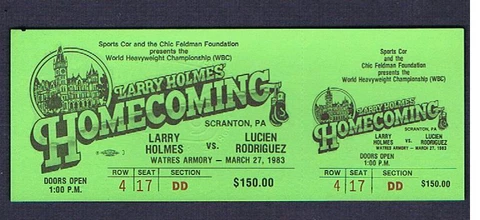 Sports Cor and the Chic Feldman Foundation
presents the
World Heavyweight Championship (WBC)
LARRY HOLMES'
HOMECOMING
SCRANTON, PA
LARRY HOLMES VS. LUCIEN RODRIGUEZ
WATRES ARMORY — MARCH 27, 1983
DOORS OPEN
1:00 P.M.
ROW SEAT SECTION
4 17 DD $150.00
Sports Cor
and the
Chic Feldman Foundation
presents the
World Heavyweight
Championship (WBC)
LARRY HOLMES'
HOMECOMING
SCRANTON, PA
LARRY HOLMES VS. LUCIEN RODRIGUEZ
WATRES ARMORY — MARCH 27, 1983
DOORS OPEN
1:00 P.M.
ROW SEAT SECTION
4 17 DD $150.00